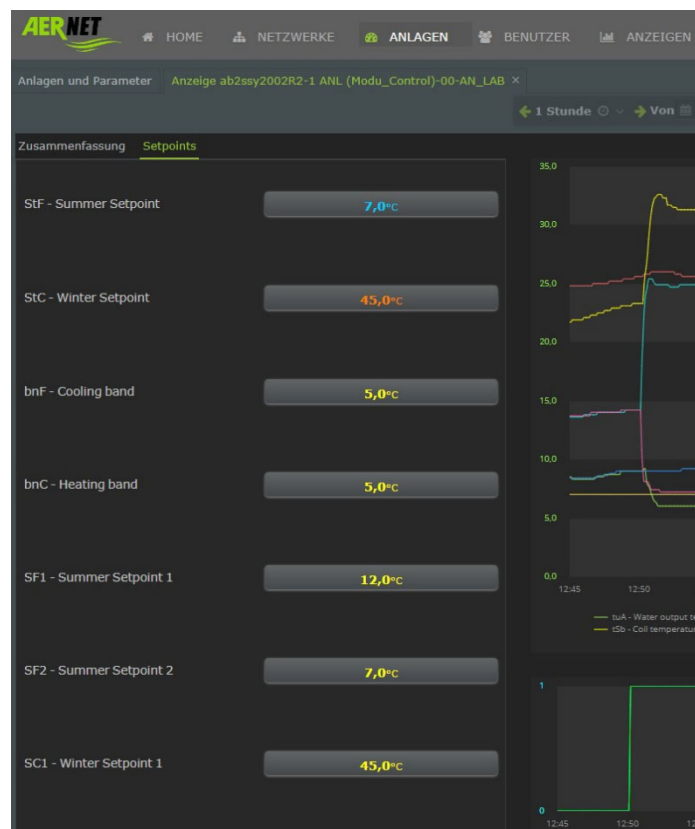 AERNET
HOME NETZWERKE ANLAGEN BENUTZER ANZEIGEN
Anlagen und Parameter Anzeige ab2ssy2002R2-1 ANL (Modu_Control)-00-AN_LAB ×
1 Stunde Von
Zusammenfassung Setpoints
StF - Summer Setpoint 7,0°C
StC - Winter Setpoint 45,0°C
bnF - Cooling band 5,0°C
bnC - Heating band 5,0°C
SF1 - Summer Setpoint 1 12,0°C
SF2 - Summer Setpoint 2 7,0°C
SC1 - Winter Setpoint 1 45,0°C
35,0
30,0
25,0
20,0
15,0
10,0
5,0
0,0
12:45 12:50
tuA - Water output te
tSb - Coil temperatu
1
0
12:45 12:50 12